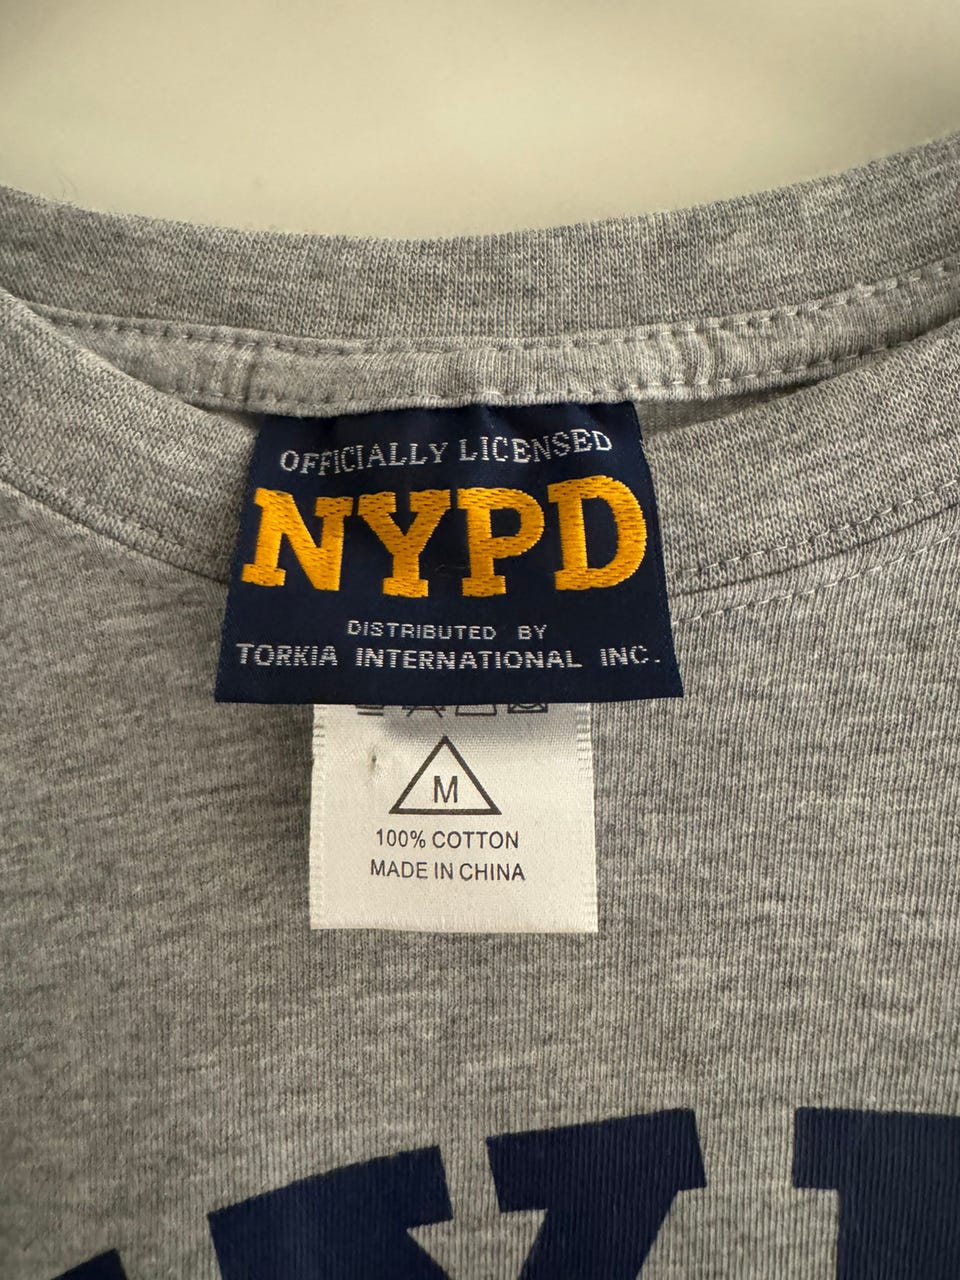 OFFICIALLY LICENSED
NYPD
DISTRIBUTED BY
TORKIA INTERNATIONAL INC.
M
100% COTTON
MADE IN CHINA